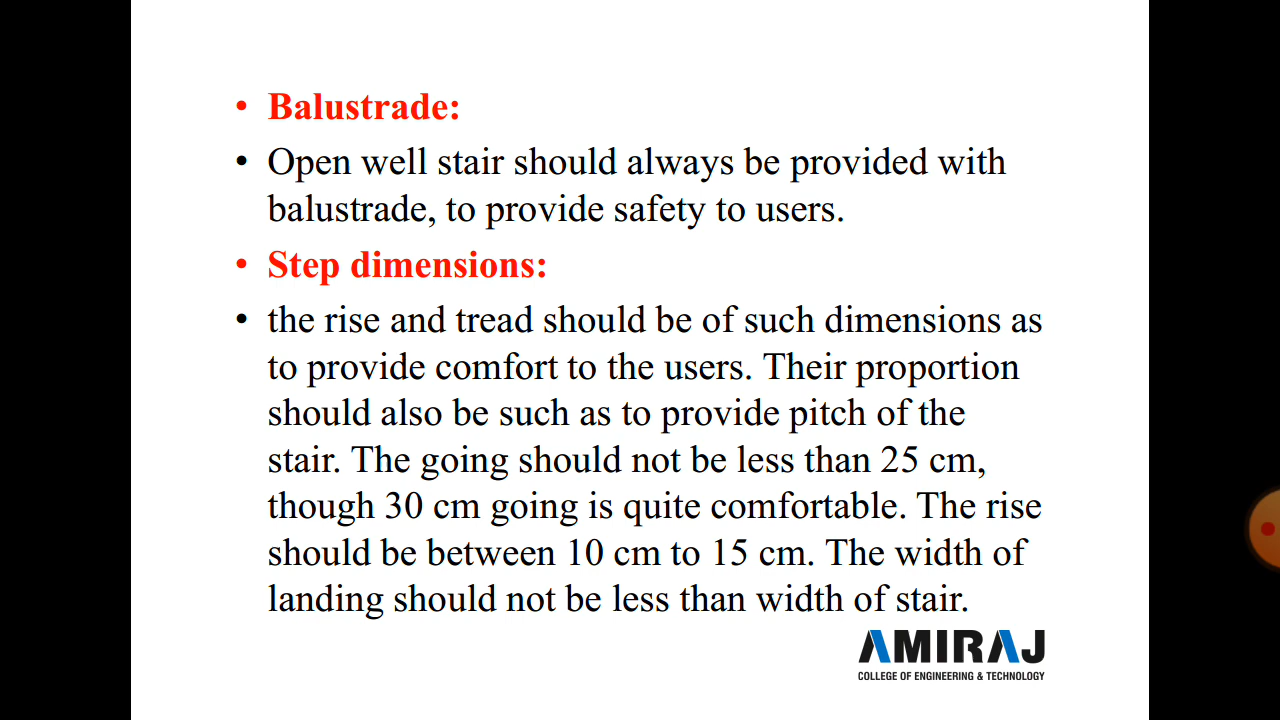 • Balustrade:
• Open well stair should always be provided with
balustrade, to provide safety to users.
• Step dimensions:
• the rise and tread should be of such dimensions as
to provide comfort to the users. Their proportion
should also be such as to provide pitch of the
stair. The going should not be less than 25 cm,
though 30 cm going is quite comfortable. The rise
should be between 10 cm to 15 cm. The width of
landing should not be less than width of stair.
AMIRAJ
COLLEGE OF ENGINEERING & TECHNOLOGY